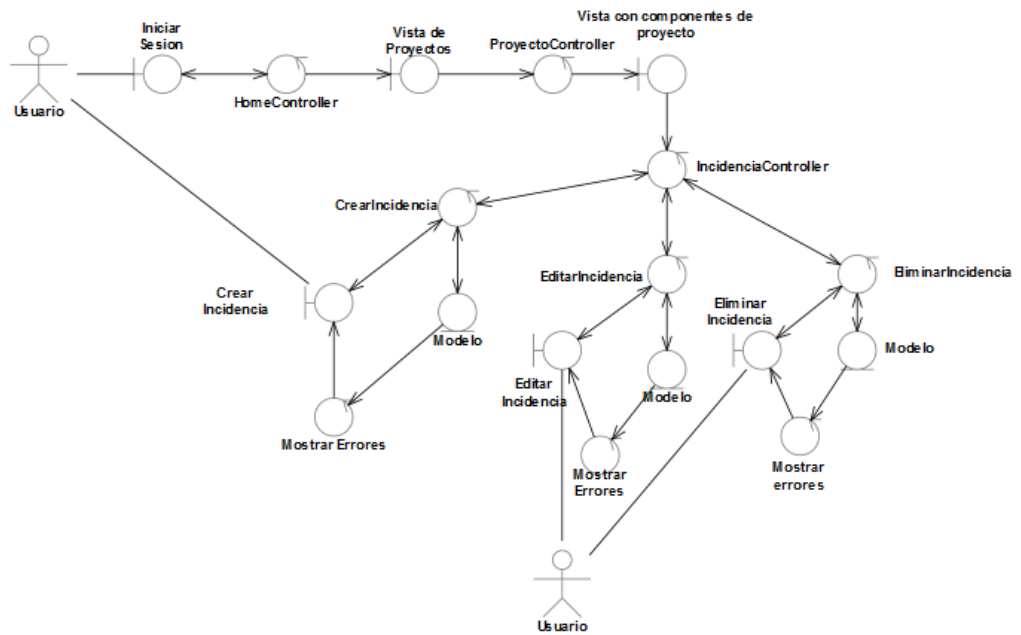 Iniciar
Sesion
Vista de
Proyectos
ProyectoController
Vista con componentes de
proyecto
Usuario
HomeController
IncidenciaController
CrearIncidencia
EditarIncidencia
EliminarIncidencia
Crear
Incidencia
Modelo
Eliminar
Incidencia
Modelo
Editar
Incidencia
Modelo
Mostrar Errores
Mostrar
Errores
Mostrar
errores
Usuario